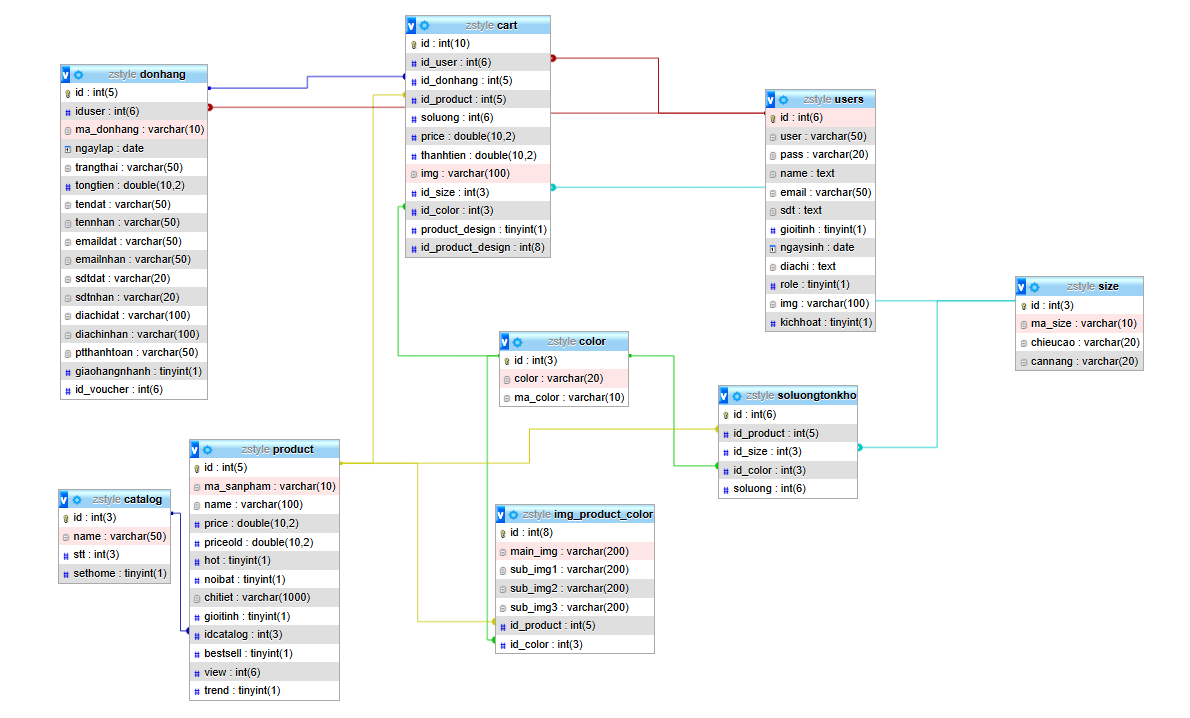 zstyle cart
id : int(10)
id_user : int(6)
id_donhang : int(5)
id_product : int(5)
soluong : int(6)
price : double(10,2)
thanhtien : double(10,2)
img : varchar(100)
id_size : int(3)
id_color : int(3)
product_design : tinyint(1)
id_product_design : int(8)
zstyle donhang
id : int(5)
iduser : int(6)
ma_donhang : varchar(10)
ngaylap : date
trangthai : varchar(50)
tongtien : double(10,2)
tendat : varchar(50)
tennhan : varchar(50)
emaildat : varchar(50)
emailnhan : varchar(50)
sdtdat : varchar(20)
sdtnhan : varchar(20)
diachidat : varchar(100)
diachinhan : varchar(100)
ptthanhtoan : varchar(50)
giaohangnhanh : tinyint(1)
id_voucher : int(6)
zstyle users
id : int(6)
user : varchar(50)
pass : varchar(20)
name : text
email : varchar(50)
sdt : text
gioitinh : tinyint(1)
ngaysinh : date
diachi : text
role : tinyint(1)
img : varchar(100)
kichhoat : tinyint(1)
zstyle size
id : int(3)
ma_size : varchar(10)
chieucao : varchar(20)
cannang : varchar(20)
zstyle color
id : int(3)
color : varchar(20)
ma_color : varchar(10)
zstyle soluongtonkho
id : int(6)
id_product : int(5)
id_size : int(3)
id_color : int(3)
soluong : int(6)
zstyle product
id : int(5)
ma_sanpham : varchar(10)
name : varchar(100)
price : double(10,2)
priceold : double(10,2)
hot : tinyint(1)
noibat : tinyint(1)
chitiet : varchar(1000)
gioitinh : tinyint(1)
idcatalog : int(3)
bestsell : tinyint(1)
view : int(6)
trend : tinyint(1)
zstyle catalog
id : int(3)
name : varchar(50)
stt : int(3)
sethome : tinyint(1)
zstyle img_product_color
id : int(8)
main_img : varchar(200)
sub_img1 : varchar(200)
sub_img2 : varchar(200)
sub_img3 : varchar(200)
id_product : int(5)
id_color : int(3)